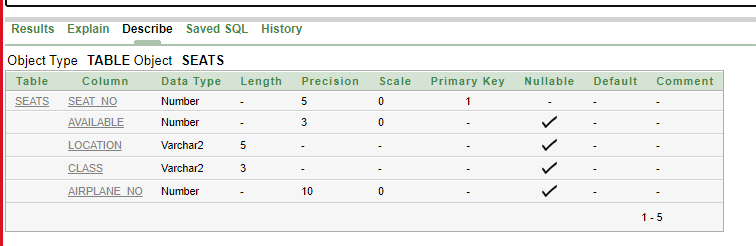 Results Explain Describe Saved SQL History
Object Type TABLE Object SEATS
Table Column Data Type Length Precision Scale Primary Key Nullable Default Comment
SEATS SEAT_NO Number - 5 0 1 - - -
AVAILABLE Number - 3 0 - ✓ - -
LOCATION Varchar2 5 - - - ✓ - -
CLASS Varchar2 3 - - - ✓ - -
AIRPLANE_NO Number - 10 0 - ✓ - -
1 - 5